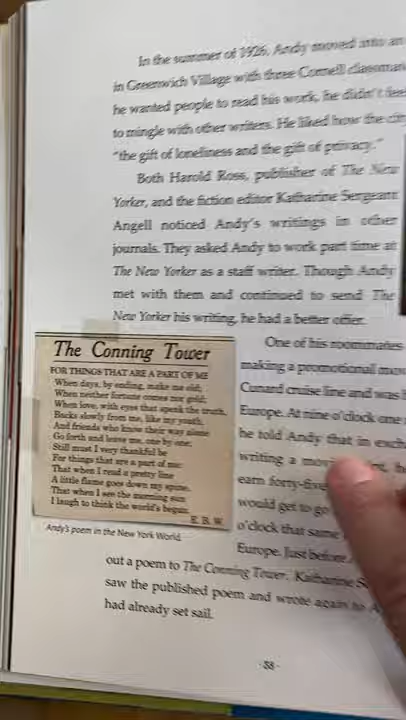 In the summer of 1926, Andy moved into an
in Greenwich Village with three Cornell classma
he wanted people to read his work, he didn't fee
to mingle with other writers. He liked how the ci
"the gift of loneliness and the gift of privacy."
Both Harold Ross, publisher of The New
Yorker, and the fiction editor Katharine Sergeant
Angell noticed Andy's writings in other
journals. They asked Andy to work part time at
The New Yorker as a staff writer. Though Andy
met with them and continued to send The
New Yorker his writing, he had a better offer.
The Conning Tower
FOR THINGS THAT ARE A PART OF ME
When days, by ending, make me old;
When neither fortune comes nor gold;
When love, with eyes that speak the truth,
Backs slowly from me, like my youth,
And friends who knew their way alone
Go forth and leave me, one by one;
Still must I very thankful be
For things that are a part of me:
That when I read a pretty line
A little flame goes down my spine,
That when I see the morning sun
I laugh to think the world's begun.
E. B. W.
Andy's poem in the New York World
One of his roommates
making a promotional mov
Cunard cruise line and was
Europe. At nine o'clock one
he told Andy that in exch
writing a
earn forty-five
would get to go
o'clock that same
Europe. Just before
out a poem to The Conning Tower. Katharine S
saw the published poem and wrote again to A
had already set sail.
-38-